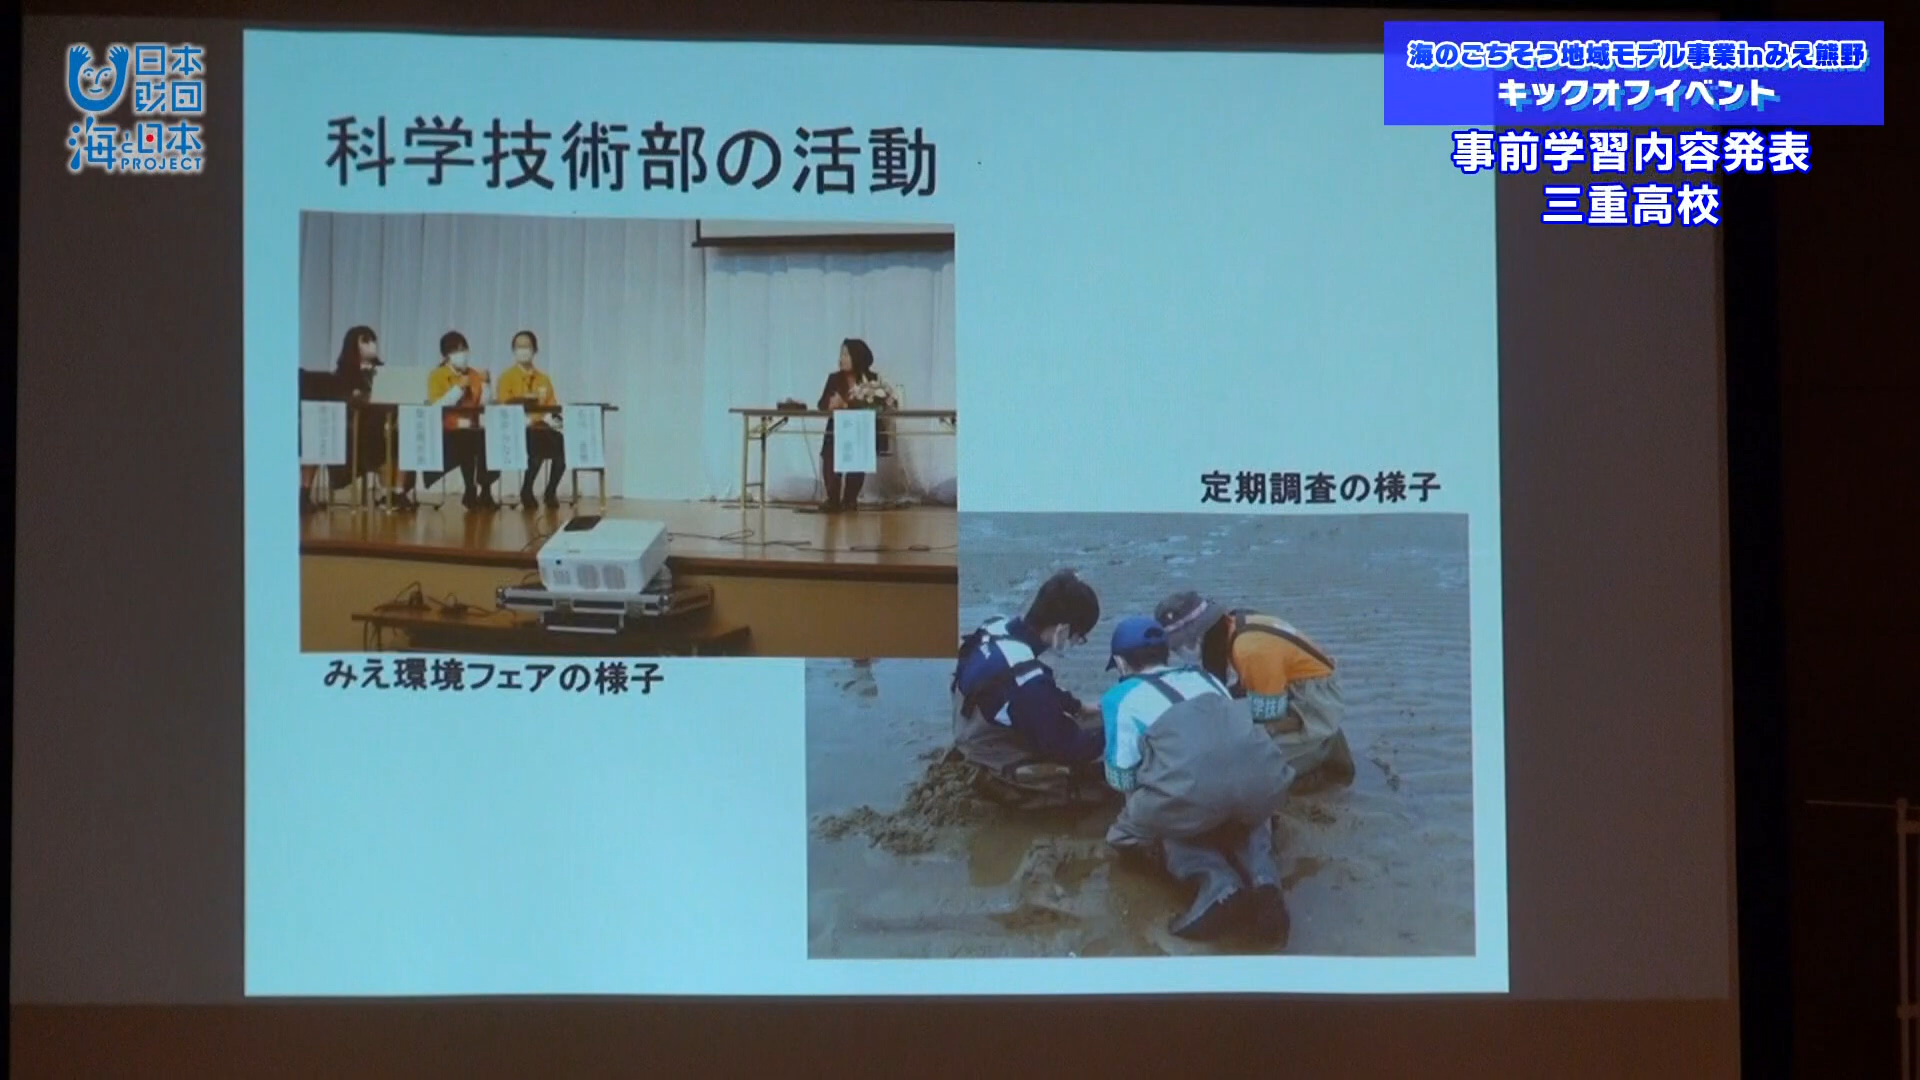 日本
財団
海と日本
PROJECT
海のごちそう地域モデル事業inみえ熊野
キックオフイベント
事前学習内容発表
三重高校
科学技術部の活動
定期調査の様子
みえ環境フェアの様子